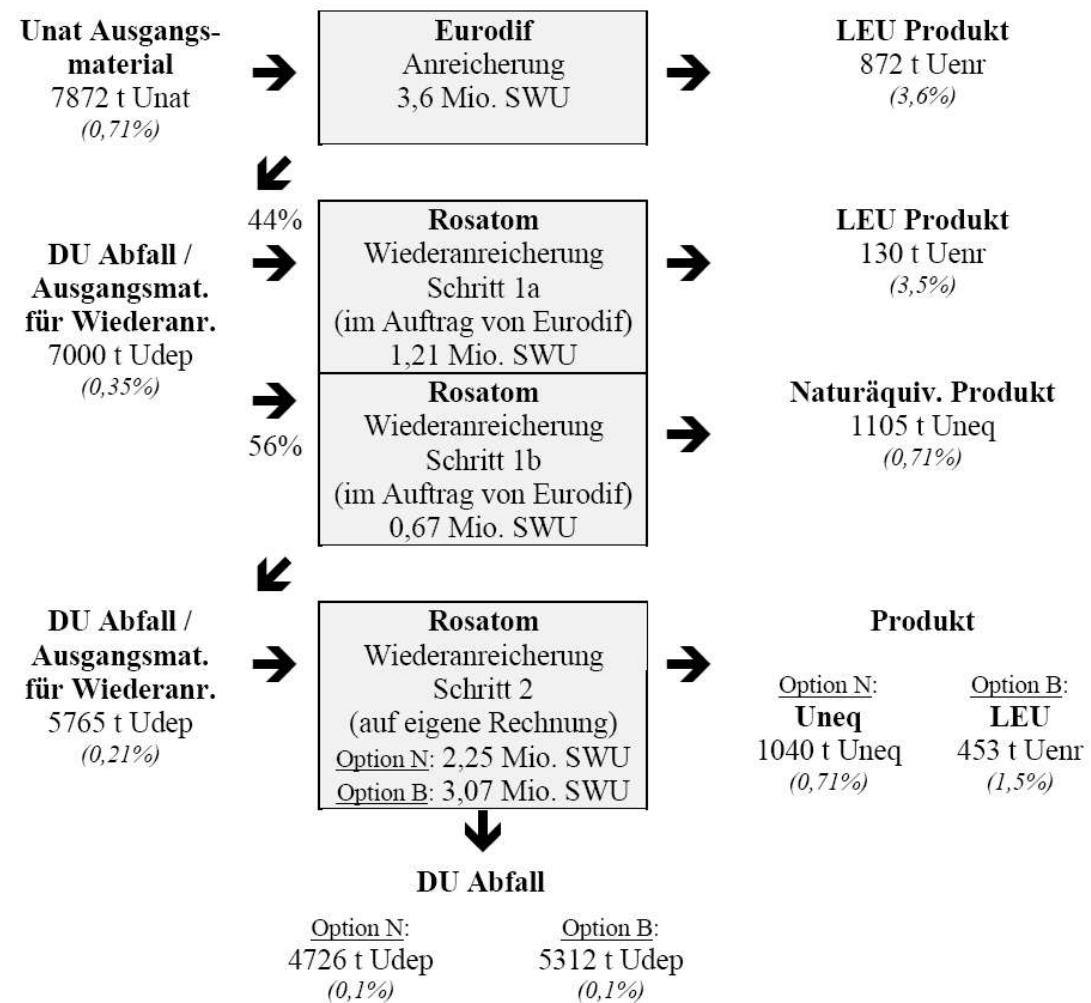 Unat Ausgangs-
material
7872 t Unat
(0,71%)
Eurodif
Anreicherung
3,6 Mio. SWU
LEU Produkt
872 t Uenr
(3,6%)
44%
DU Abfall /
Ausgangsmat.
für Wiederanr.
7000 t Udep
(0,35%)
56%
Rosatom
Wiederanreicherung
Schritt 1a
(im Auftrag von Eurodif)
1,21 Mio. SWU
LEU Produkt
130 t Uenr
(3,5%)
Rosatom
Wiederanreicherung
Schritt 1b
(im Auftrag von Eurodif)
0,67 Mio. SWU
Naturäquiv. Produkt
1105 t Uneq
(0,71%)
DU Abfall /
Ausgangsmat.
für Wiederanr.
5765 t Udep
(0,21%)
Rosatom
Wiederanreicherung
Schritt 2
(auf eigene Rechnung)
Option N: 2,25 Mio. SWU
Option B: 3,07 Mio. SWU
Produkt
Option N:
Uneq
1040 t Uneq
(0,71%)
Option B:
LEU
453 t Uenr
(1,5%)
DU Abfall
Option N:
4726 t Udep
(0,1%)
Option B:
5312 t Udep
(0,1%)